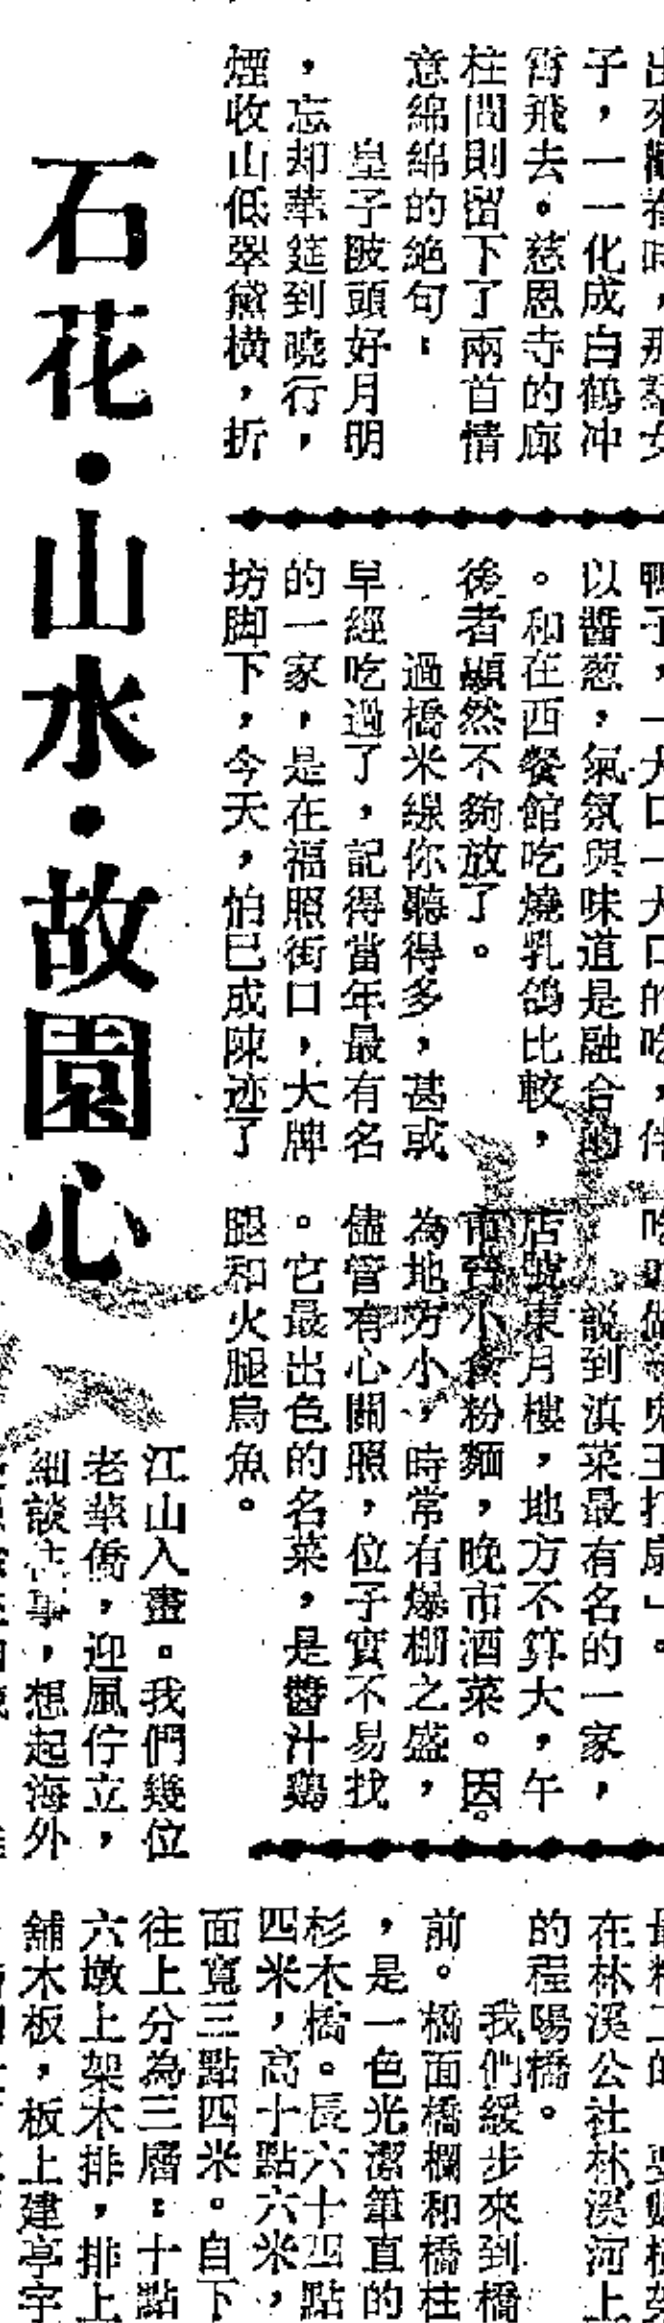 子，一一化成白鶴冲
霄飛去。慈恩寺的廊
柱間則留下了兩首情
意綿綿的絕句：
皇子陂頭好月明
，忘却華筵到曉行，
煙收山低翠黛橫，折
以醬葱，氣氛與味道是融合的
。和在西餐館吃燒乳鴿比較，
後者顯然不夠放了。
過橋米線你聽得多，甚或
早經吃過了，記得當年最有名
的一家，是在福照街口，大牌
坊脚下，今天，怕已成陳迹了
說到滇菜最有名的一家，
店號東月樓，地方不算大，午
市賣小食粉麵，晚市酒菜。因。
為地方小，時常有爆棚之盛，
儘管有心關照，位子實不易找
。它最出色的名菜，是醬汁鷄
腿和火腿烏魚。
石花·山水·故園心
江山入畫。我們幾位
老華僑，迎風佇立，
細談往事，想起海外
在林溪公社林溪河上
的程陽橋。
我們緩步來到橋
前。橋面橋欄和橋柱
，是一色光潔筆直的
杉木橋。長六十四點
四米，高十點六米，
面寬三點四米。自下
往上分為三層：十點
六墩上架木排，排上
舖木板，板上建亭宇